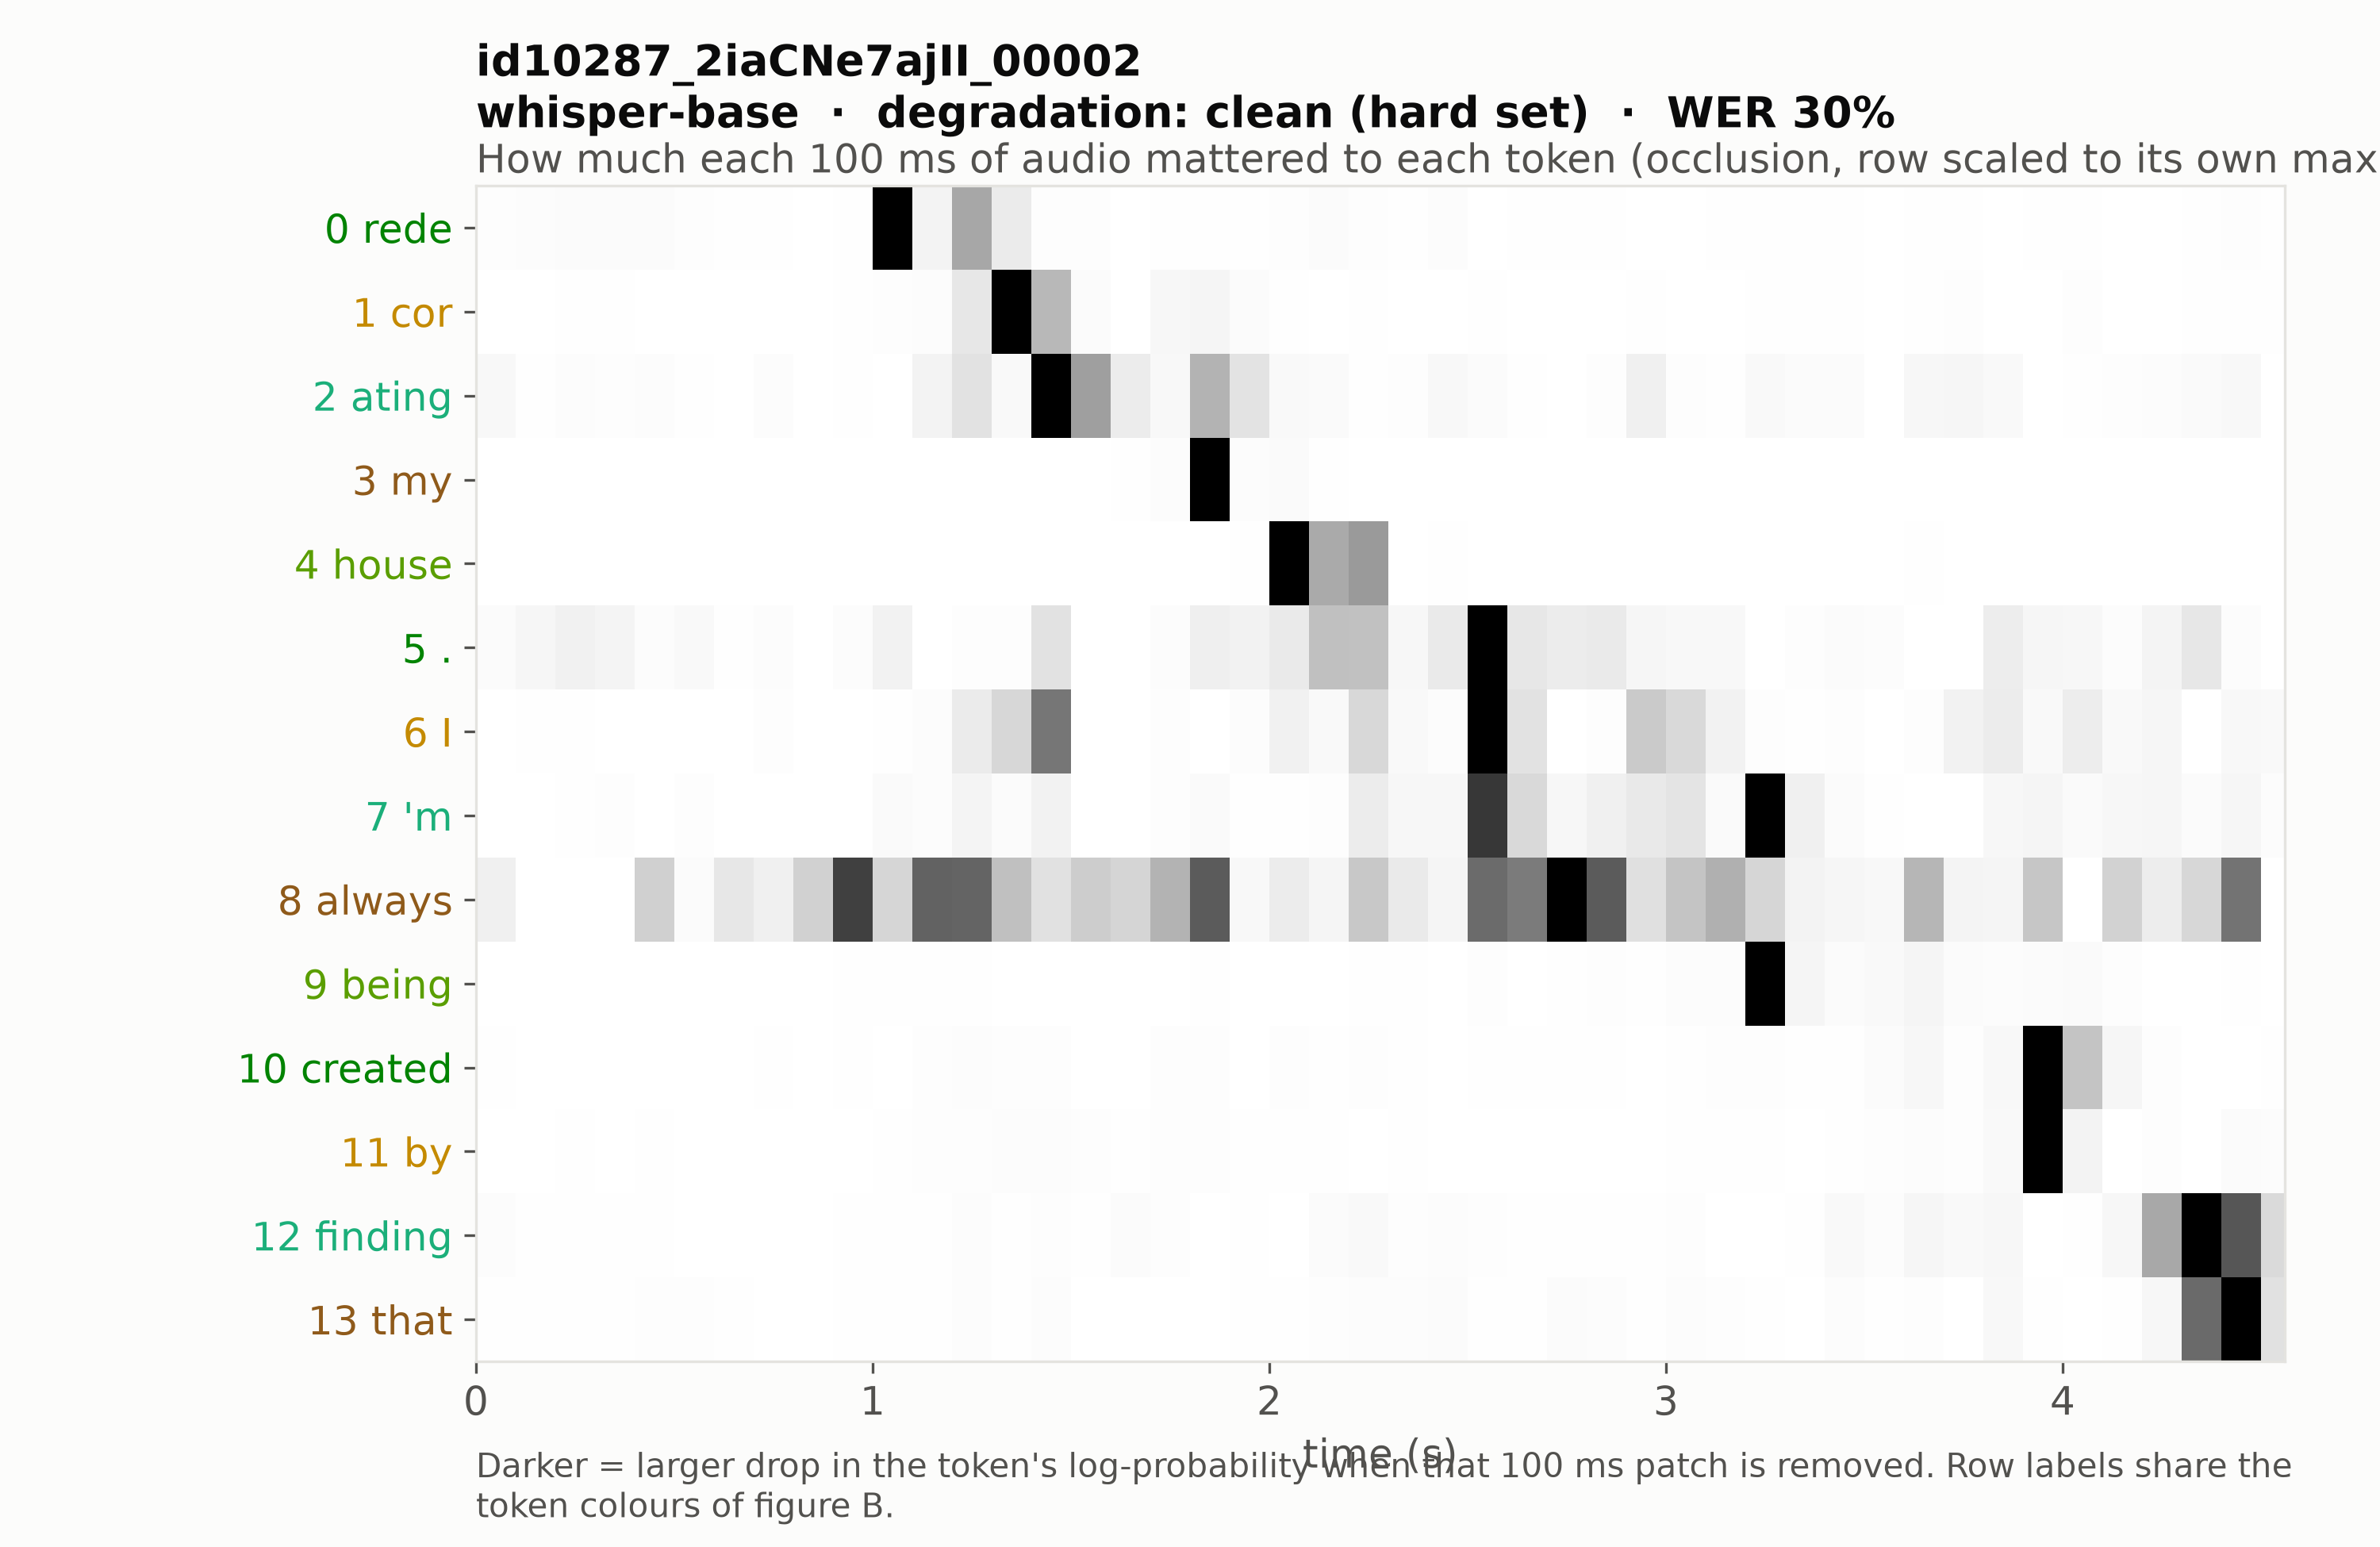 id10287_2iaCNe7ajlI_00002
whisper-base · degradation: clean (hard set) · WER 30%
How much each 100 ms of audio mattered to each token (occlusion, row scaled to its own max
0 rede
1 cor
2 ating
3 my
4 house
5 .
6 I
7 'm
8 always
9 being
10 created
11 by
12 finding
13 that
0 1 2 3 4
time (s)
Darker = larger drop in the token's log-probability when that 100 ms patch is removed. Row labels share the
token colours of figure B.